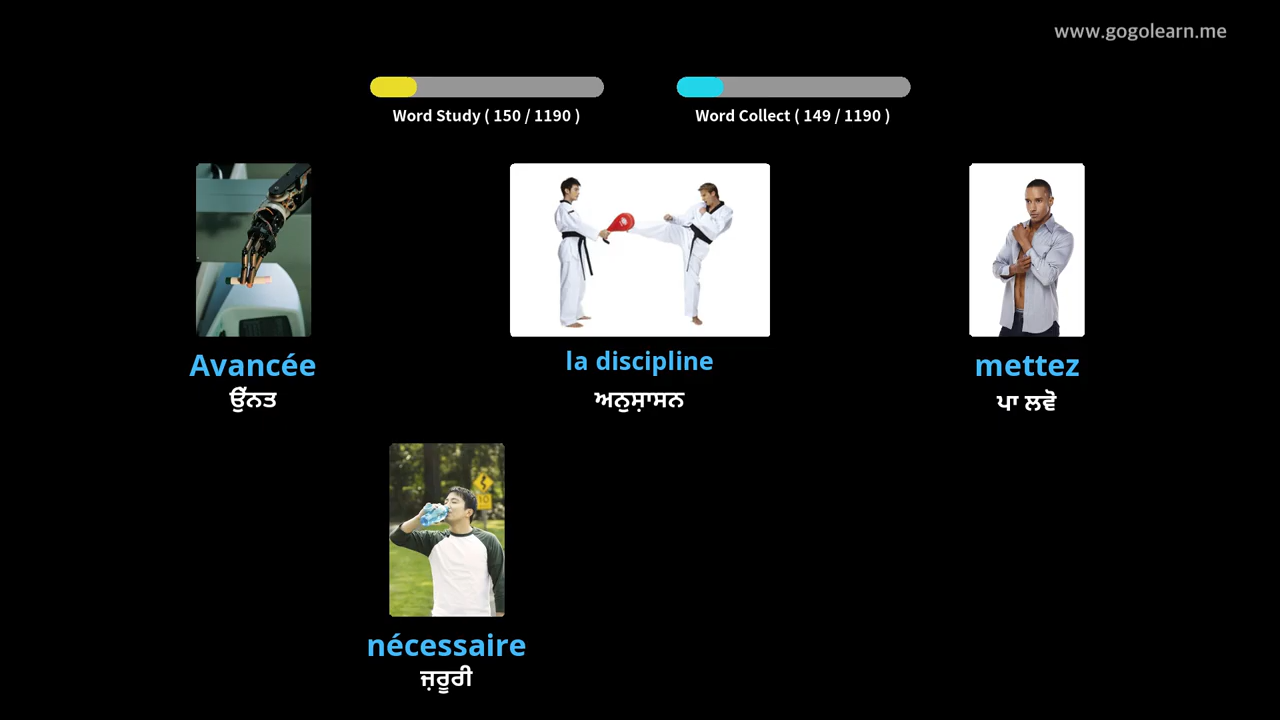 www.gogolearn.me
Word Study ( 150 / 1190 )
Word Collect ( 149 / 1190 )
Avancée
ਉੱਨਤ
la discipline
ਅਨੁਸ਼ਾਸਨ
mettez
ਪਾ ਲਵੋ
nécessaire
ਜ਼ਰੂਰੀ